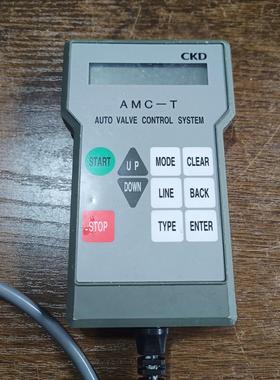 CKD
AMC-T
AUTO VALVE CONTROL SYSTEM
START UP MODE CLEAR
DOWN LINE BACK
STOP TYPE ENTER